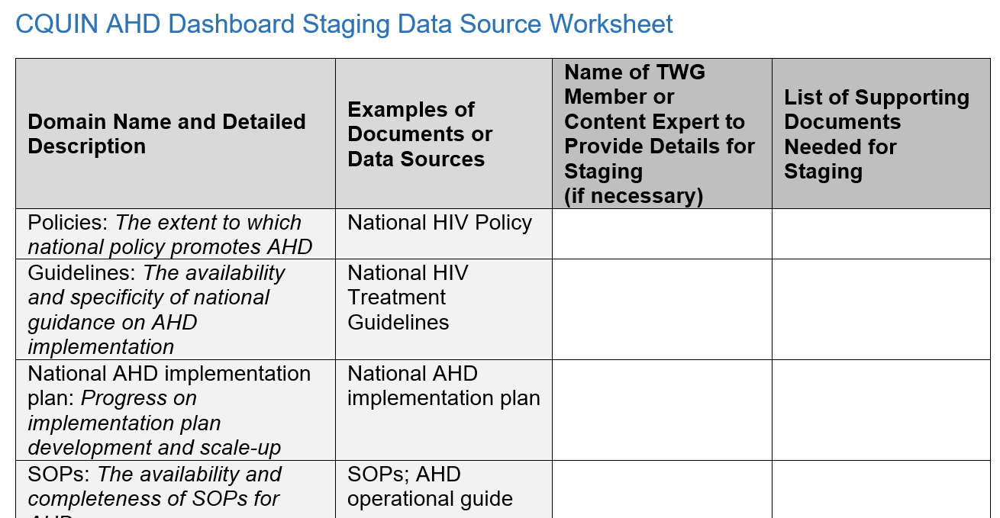 CQUIN AHD Dashboard Staging Data Source Worksheet
Domain Name and Detailed
Description
Examples of
Documents or
Data Sources
Name of TWG
Member or
Content Expert to
Provide Details for
Staging
(if necessary)
List of Supporting
Documents
Needed for
Staging
Policies: The extent to which
national policy promotes AHD
National HIV Policy
Guidelines: The availability
and specificity of national
guidance on AHD
implementation
National HIV
Treatment
Guidelines
National AHD implementation
plan: Progress on
implementation plan
development and scale-up
National AHD
implementation plan
SOPs: The availability and
completeness of SOPs for
AHD
SOPs; AHD
operational guide